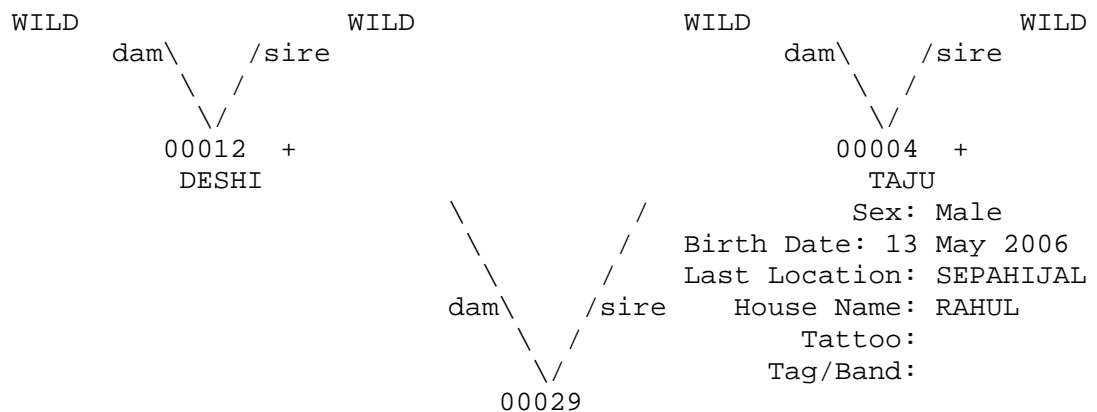 WILD WILD WILD WILD
dam\ /sire dam\ /sire
\ / \ /
\/ \/
00012 + 00004 +
DESHI TAJU
\ / Sex: Male
\ / Birth Date: 13 May 2006
\ / Last Location: SEPAHIJAL
dam\ /sire House Name: RAHUL
\ / Tattoo:
\/ Tag/Band:
00029